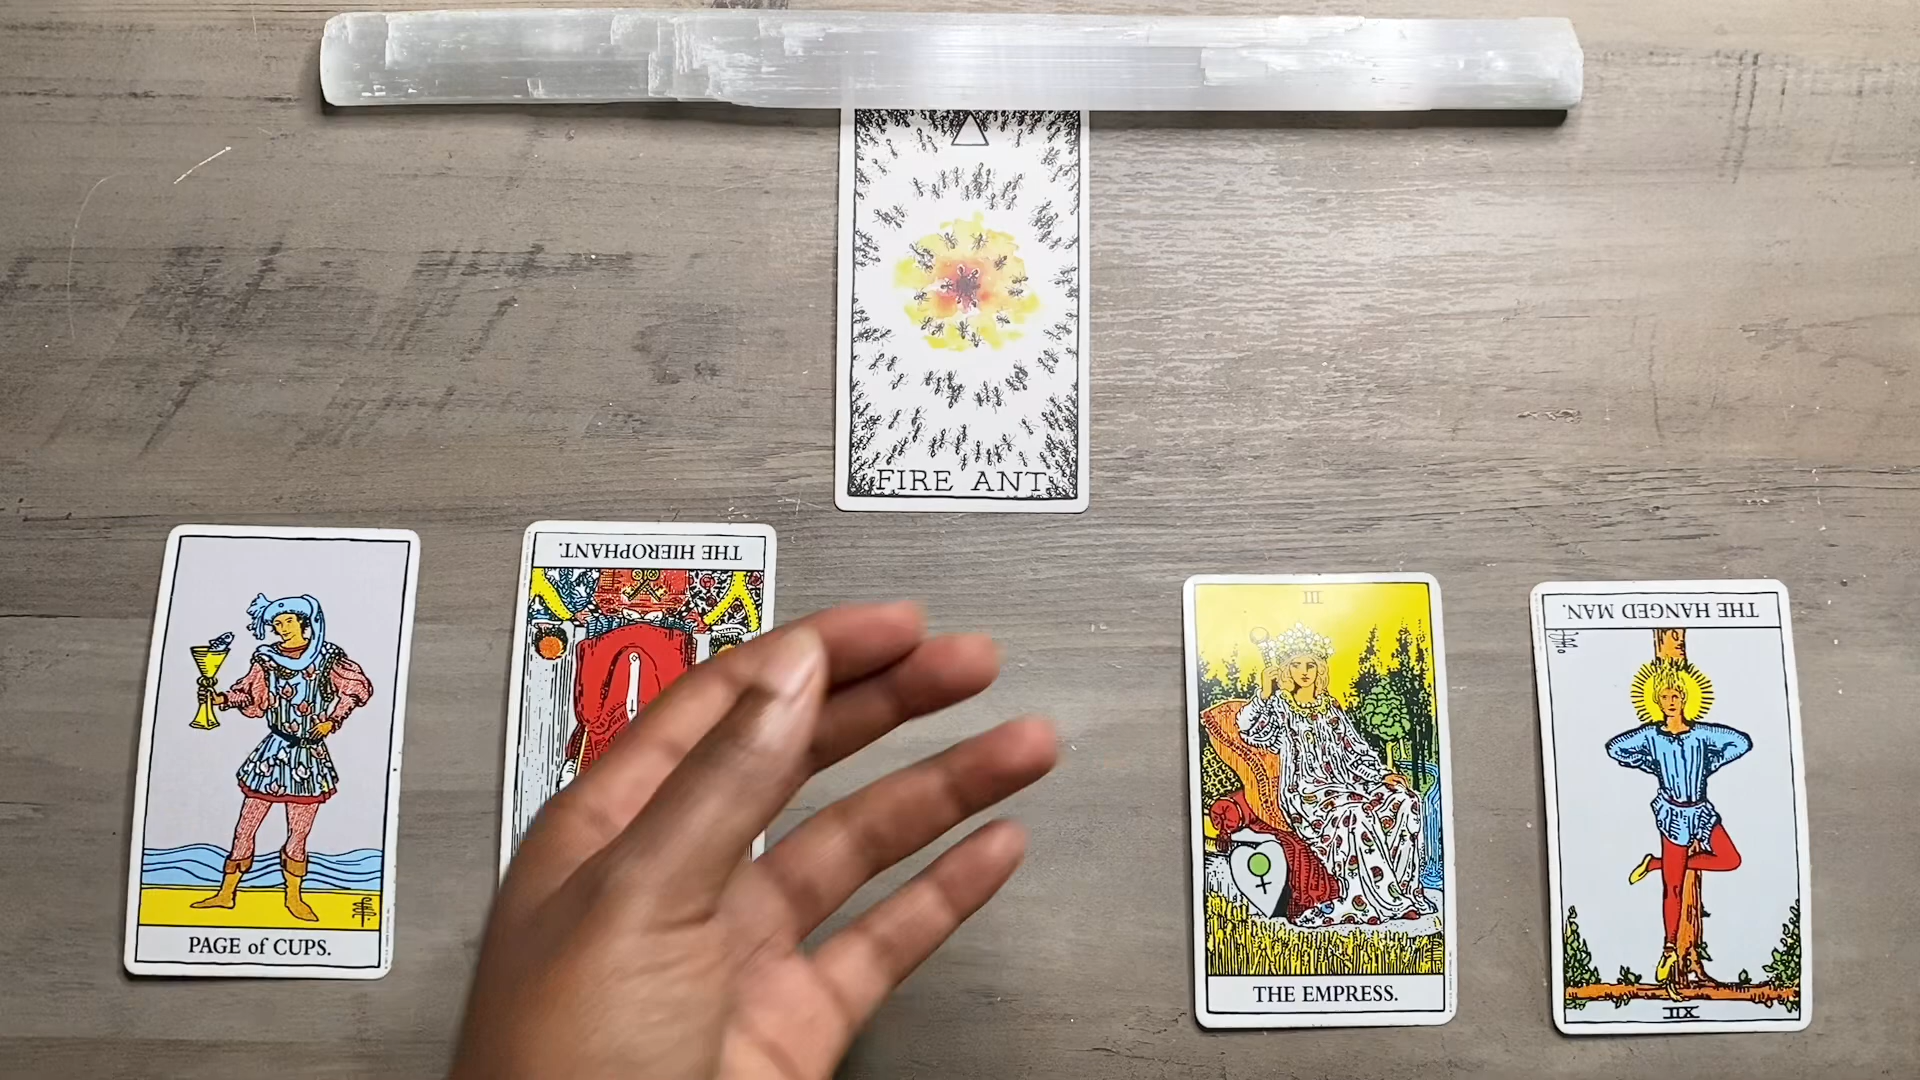 FIRE ANT
THE HIEROPHANT.
PAGE of CUPS.
III
THE EMPRESS.
THE HANGED MAN.
XII